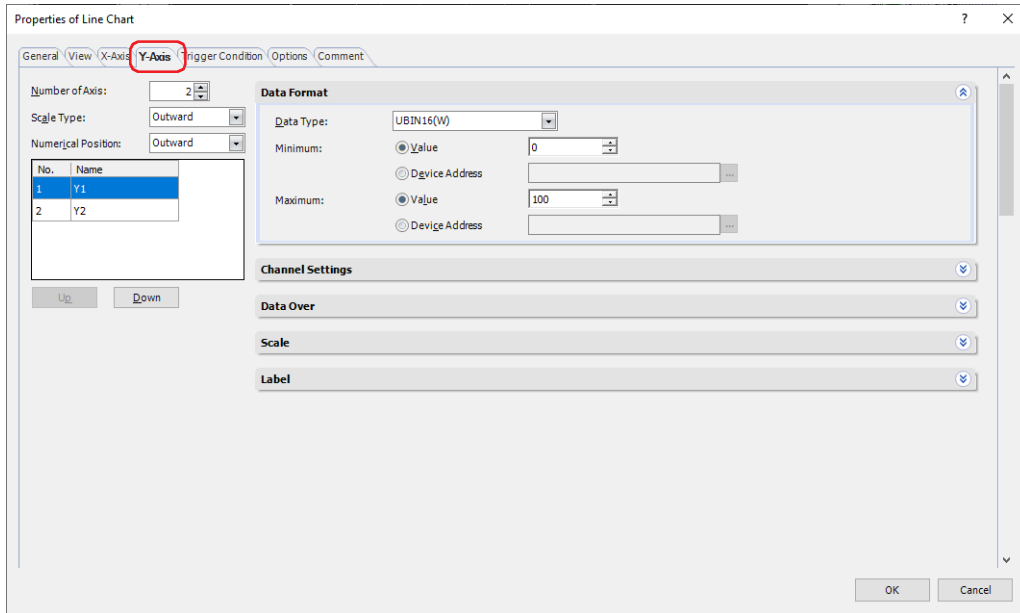 Properties of Line Chart
?
General View X-Axis Y-Axis Trigger Condition Options Comment
Number of Axis: 2
Scale Type: Outward
Numerical Position: Outward
No. Name
1 Y1
2 Y2
Up Down
Data Format
Data Type: UBIN16(W)
Minimum: Value 0
Device Address ...
Maximum: Value 100
Device Address ...
Channel Settings
Data Over
Scale
Label
OK Cancel